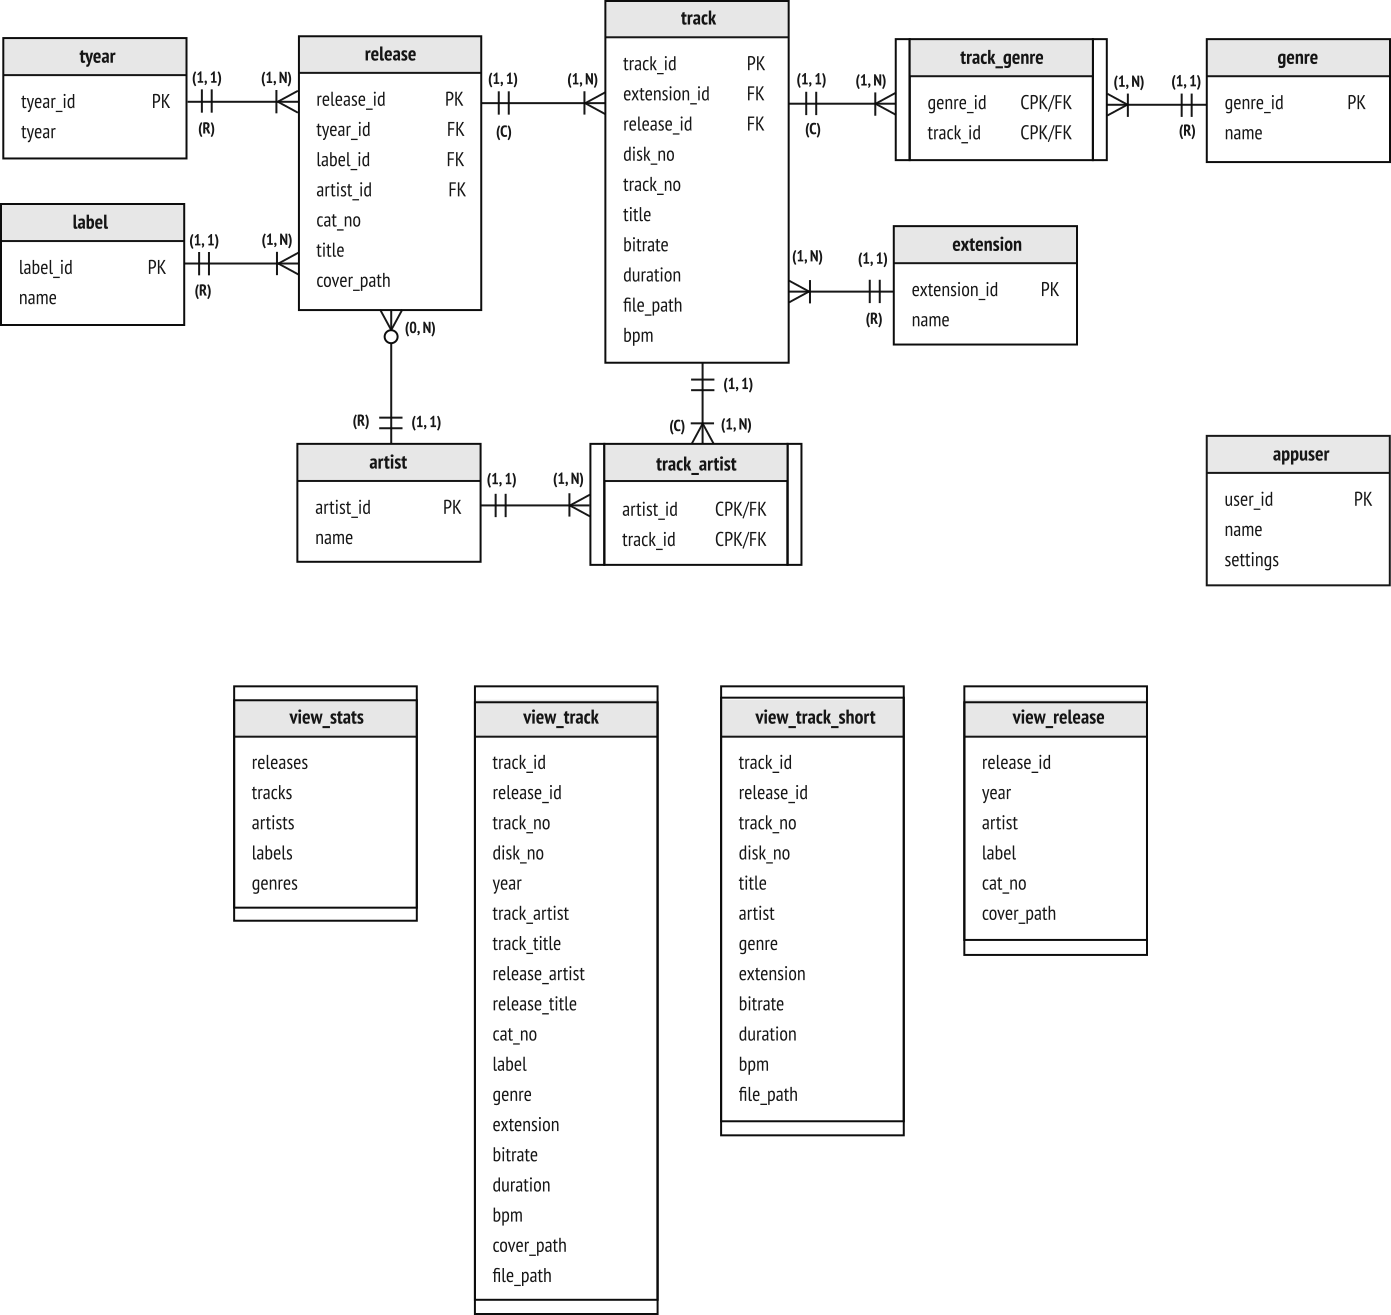 tyear
tyear_id PK
tyear
(1, 1)
(R)
(1, N)
label
label_id PK
name
(1, 1)
(R)
(1, N)
release
release_id PK
tyear_id FK
label_id FK
artist_id FK
cat_no
title
cover_path
(1, 1)
(C)
(1, N)
(0, N)
(R)
(1, 1)
track
track_id PK
extension_id FK
release_id FK
disk_no
track_no
title
bitrate
duration
file_path
bpm
(1, 1)
(C)
(1, N)
track_genre
genre_id CPK/FK
track_id CPK/FK
(1, N)
(1, 1)
(R)
genre
genre_id PK
name
(1, N)
(1, 1)
(R)
extension
extension_id PK
name
(1, 1)
(C)
(1, N)
artist
artist_id PK
name
(1, 1)
(1, N)
track_artist
artist_id CPK/FK
track_id CPK/FK
appuser
user_id PK
name
settings
view_stats
releases
tracks
artists
labels
genres
view_track
track_id
release_id
track_no
disk_no
year
track_artist
track_title
release_artist
release_title
cat_no
label
genre
extension
bitrate
duration
bpm
cover_path
file_path
view_track_short
track_id
release_id
track_no
disk_no
title
artist
genre
extension
bitrate
duration
bpm
file_path
view_release
release_id
year
artist
label
cat_no
cover_path